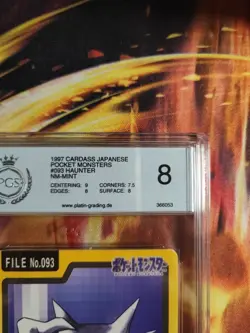 1997 CARDASS JAPANESE
POCKET MONSTERS
#093 HAUNTER
NM-MINT
CENTERING: 9 CORNERS: 7.5
EDGES: 8 SURFACE: 8
8
PGS
www.platin-grading.de
366053
FILE No.093
ポケットモンスター